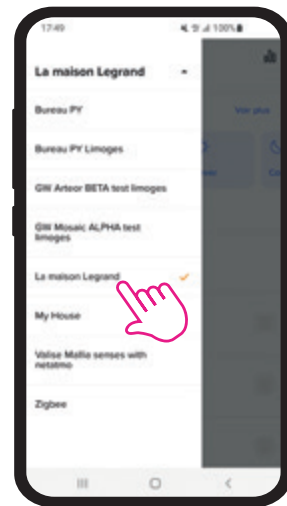 17:49
100%
La maison Legrand
Bureau PY
Voir plus
Bureau PY Limoges
GW Arteor BETA test limoges
GW Mosaic ALPHA test
limoges
La maison Legrand
My House
Valise Mallia senses with
netatmo
Zigbee